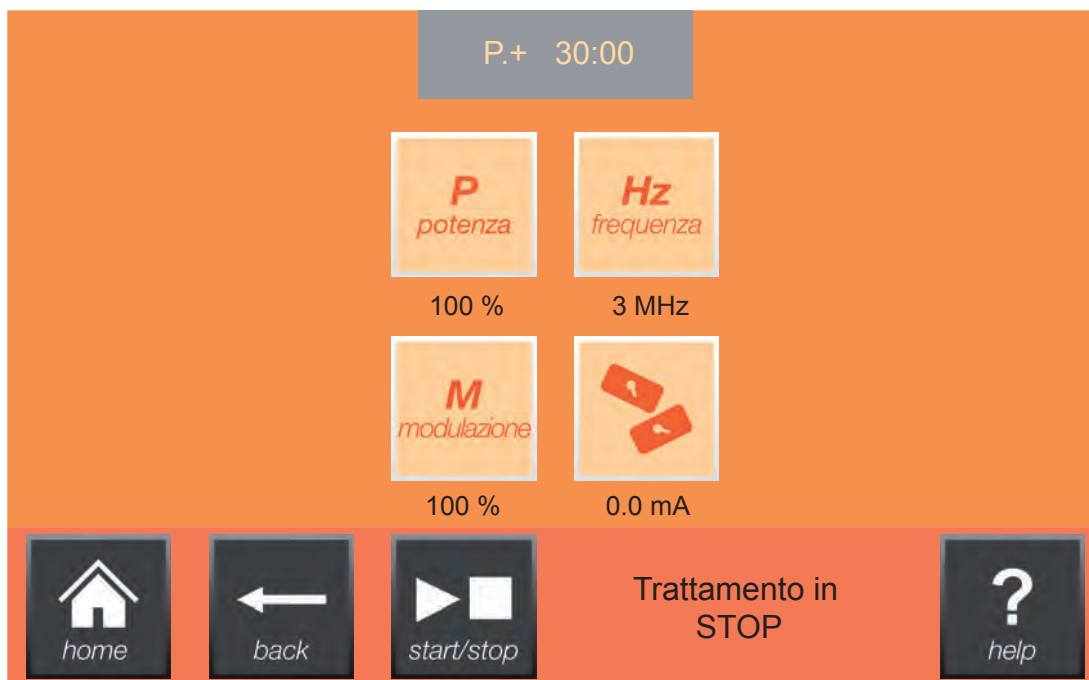 P.+ 30:00
P
potenza
Hz
frequenza
100 %
3 MHz
M
modulazione
100 %
0.0 mA
home
back
start/stop
Trattamento in
STOP
?
help